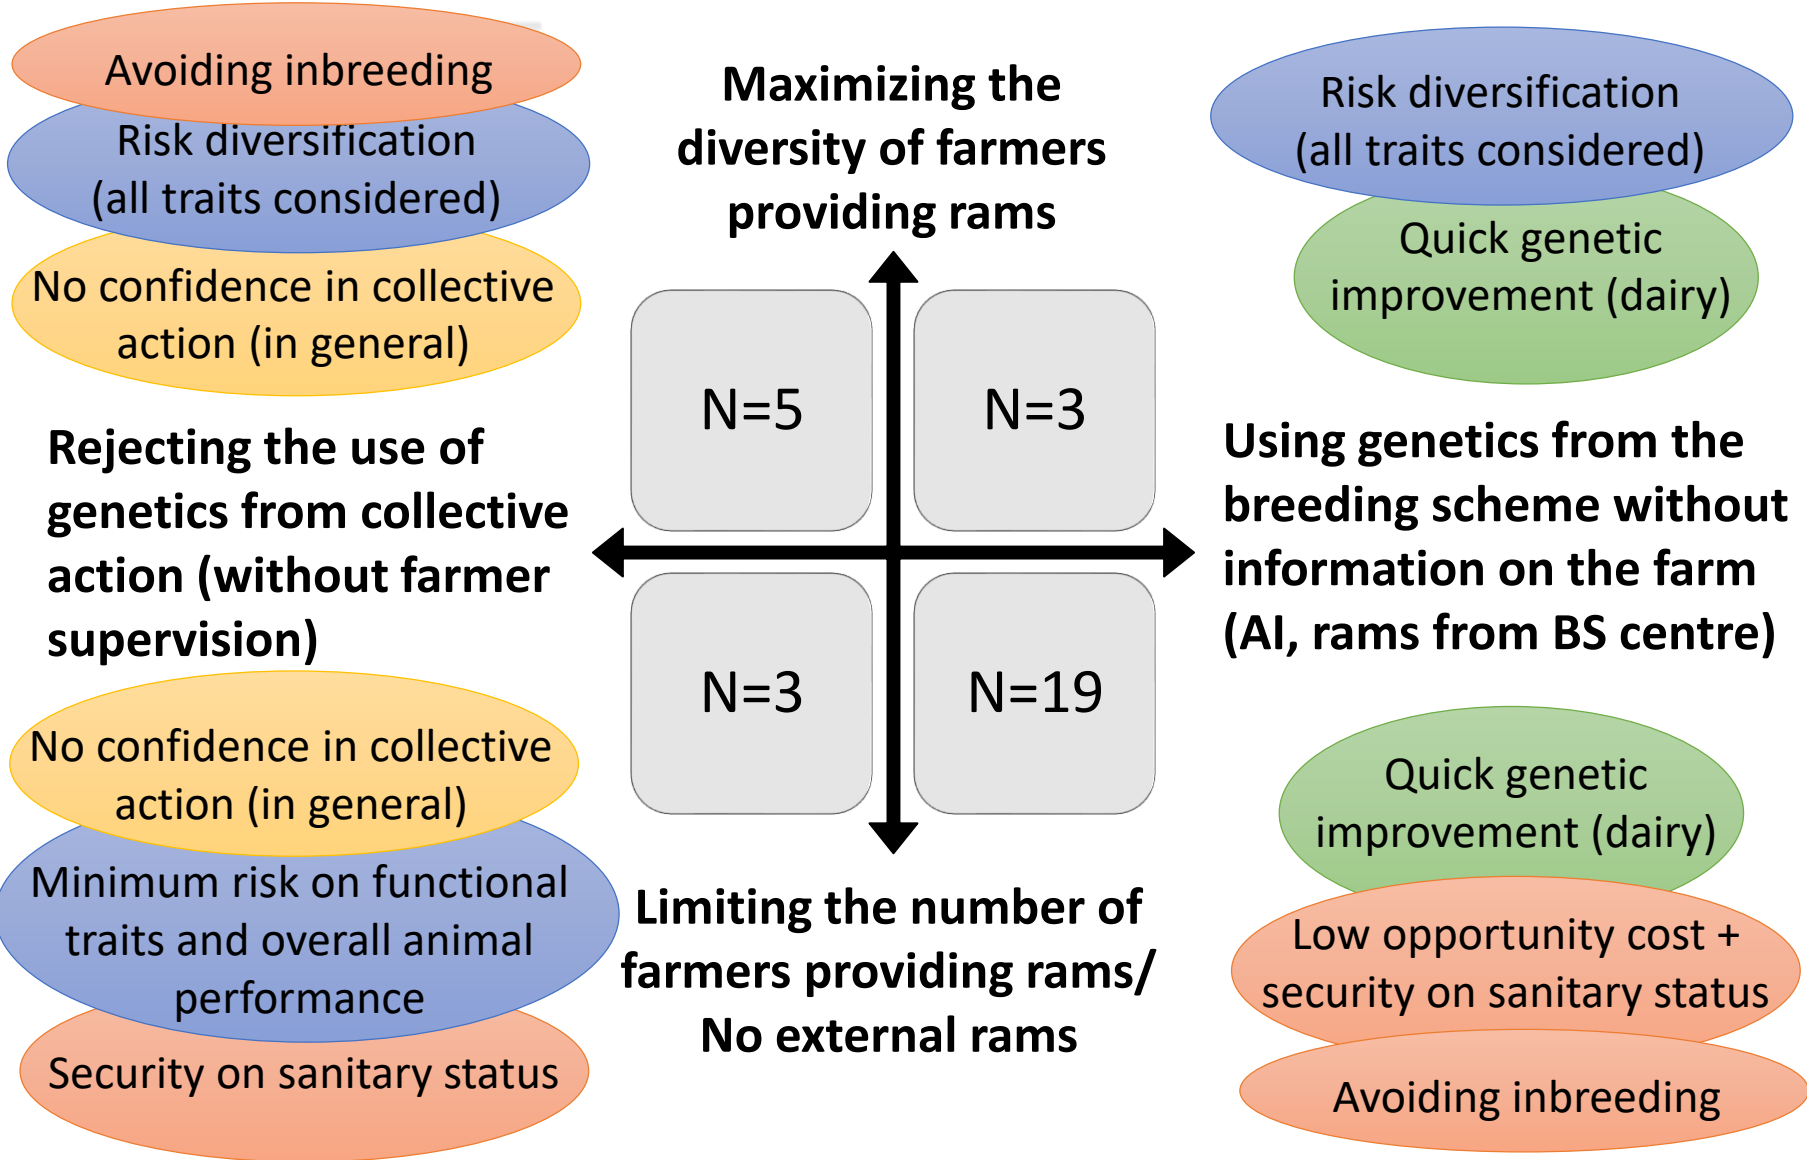 Avoiding inbreeding
Risk diversification
(all traits considered)
No confidence in collective
action (in general)
Maximizing the
diversity of farmers
providing rams
Risk diversification
(all traits considered)
Quick genetic
improvement (dairy)
N=5
N=3
Rejecting the use of
genetics from collective
action (without farmer
supervision)
Using genetics from the
breeding scheme without
information on the farm
(AI, rams from BS centre)
N=3
N=19
No confidence in collective
action (in general)
Minimum risk on functional
traits and overall animal
performance
Security on sanitary status
Limiting the number of
farmers providing rams/
No external rams
Quick genetic
improvement (dairy)
Low opportunity cost +
security on sanitary status
Avoiding inbreeding